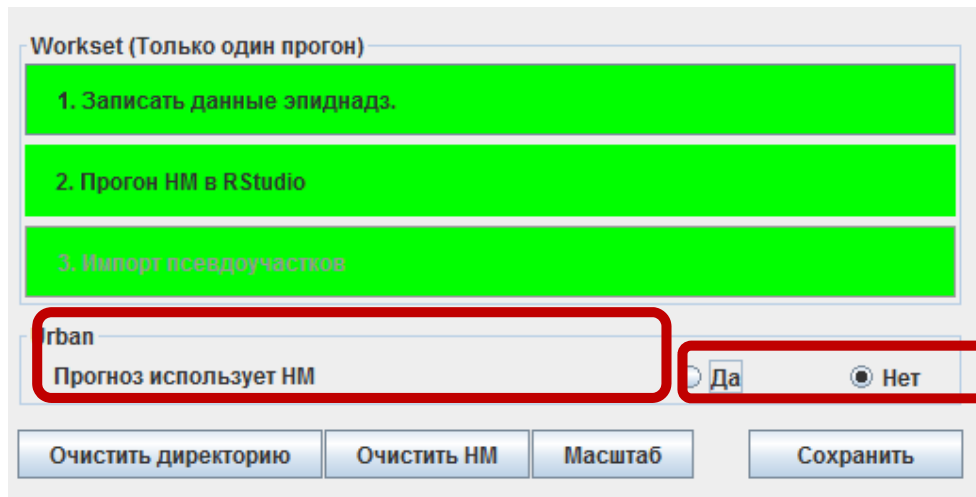 Workset (Только один прогон)
1. Записать данные эпиднадз.
2. Прогон НМ в RStudio
3. Импорт псевдоучастков
Urban
Прогноз использует НМ Да Нет
Очистить директорию Очистить НМ Масштаб Сохранить